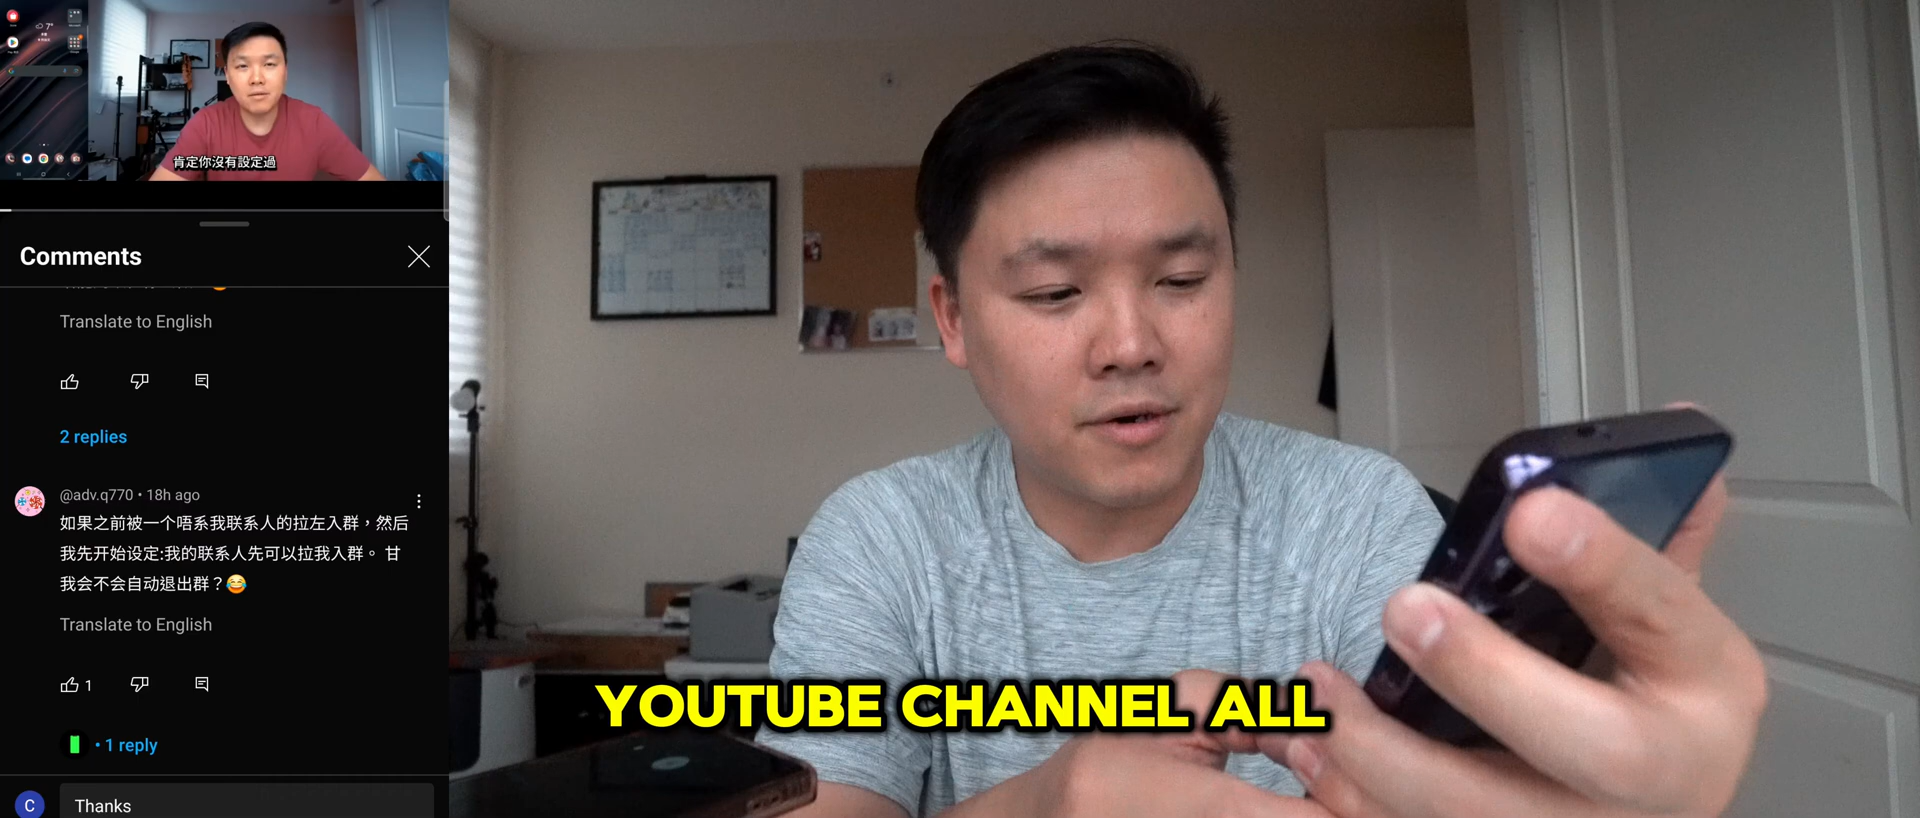 7°
肯定你沒有設定過
Comments
Translate to English
2 replies
@adv.q770 • 18h ago
如果之前被一个唔系我联系人的拉左入群，然后
我先开始设定:我的联系人先可以拉我入群。 甘
我会不会自动退出群？😂
Translate to English
1
• 1 reply
C
Thanks
YOUTUBE CHANNEL ALL